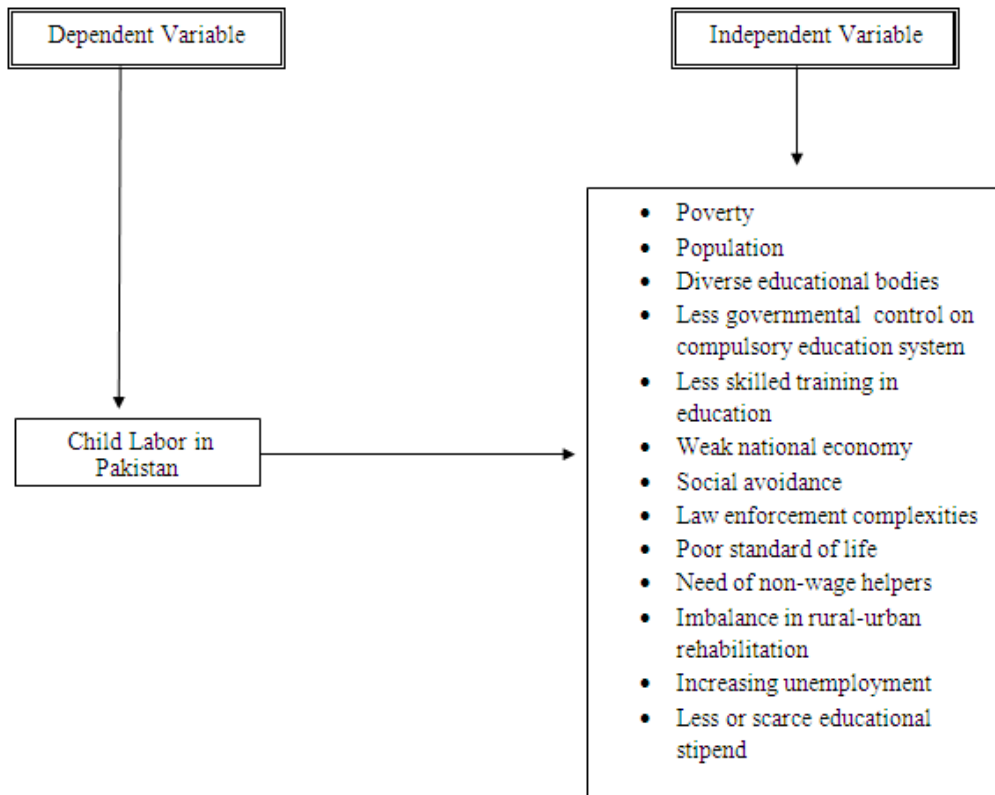 Dependent Variable
Independent Variable
Child Labor in
Pakistan
• Poverty
• Population
• Diverse educational bodies
• Less governmental control on
compulsory education system
• Less skilled training in
education
• Weak national economy
• Social avoidance
• Law enforcement complexities
• Poor standard of life
• Need of non-wage helpers
• Imbalance in rural-urban
rehabilitation
• Increasing unemployment
• Less or scarce educational
stipend